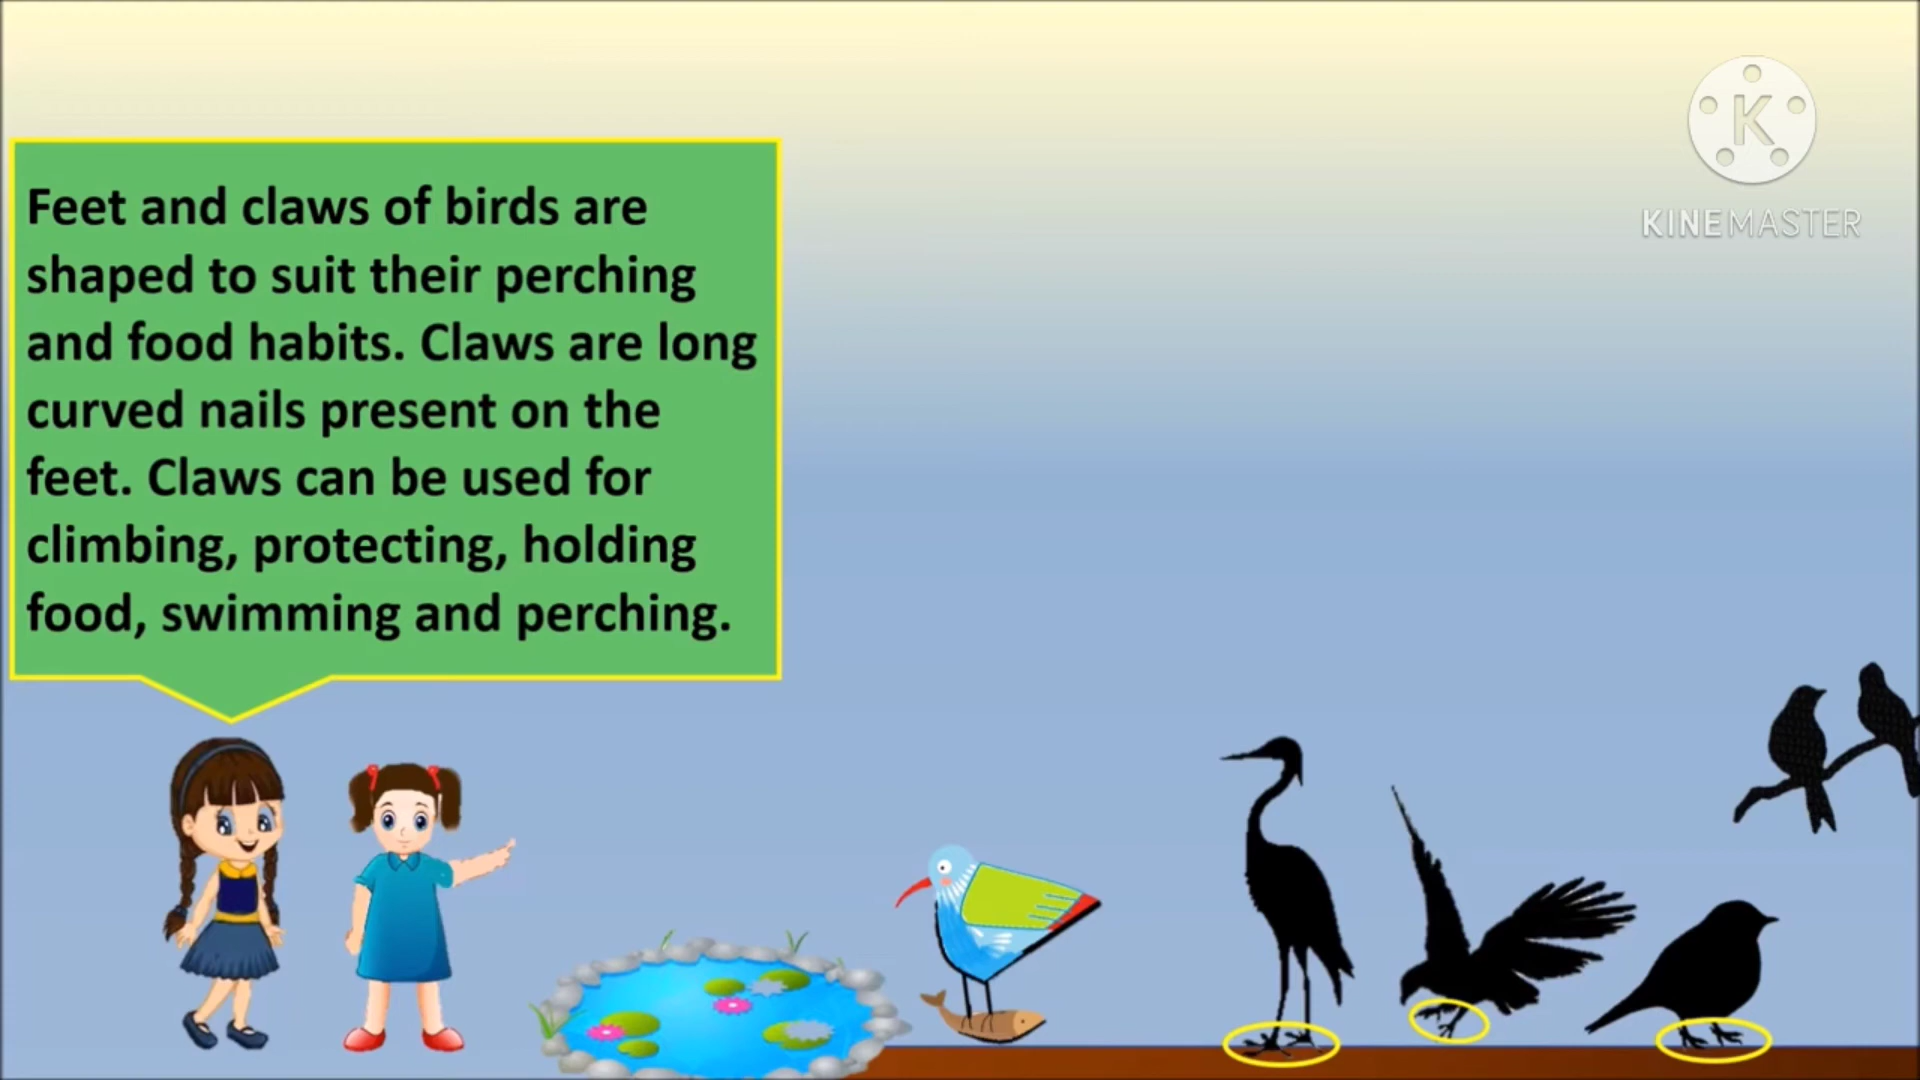 Feet and claws of birds are
shaped to suit their perching
and food habits. Claws are long
curved nails present on the
feet. Claws can be used for
climbing, protecting, holding
food, swimming and perching.
K
KINEMASTER